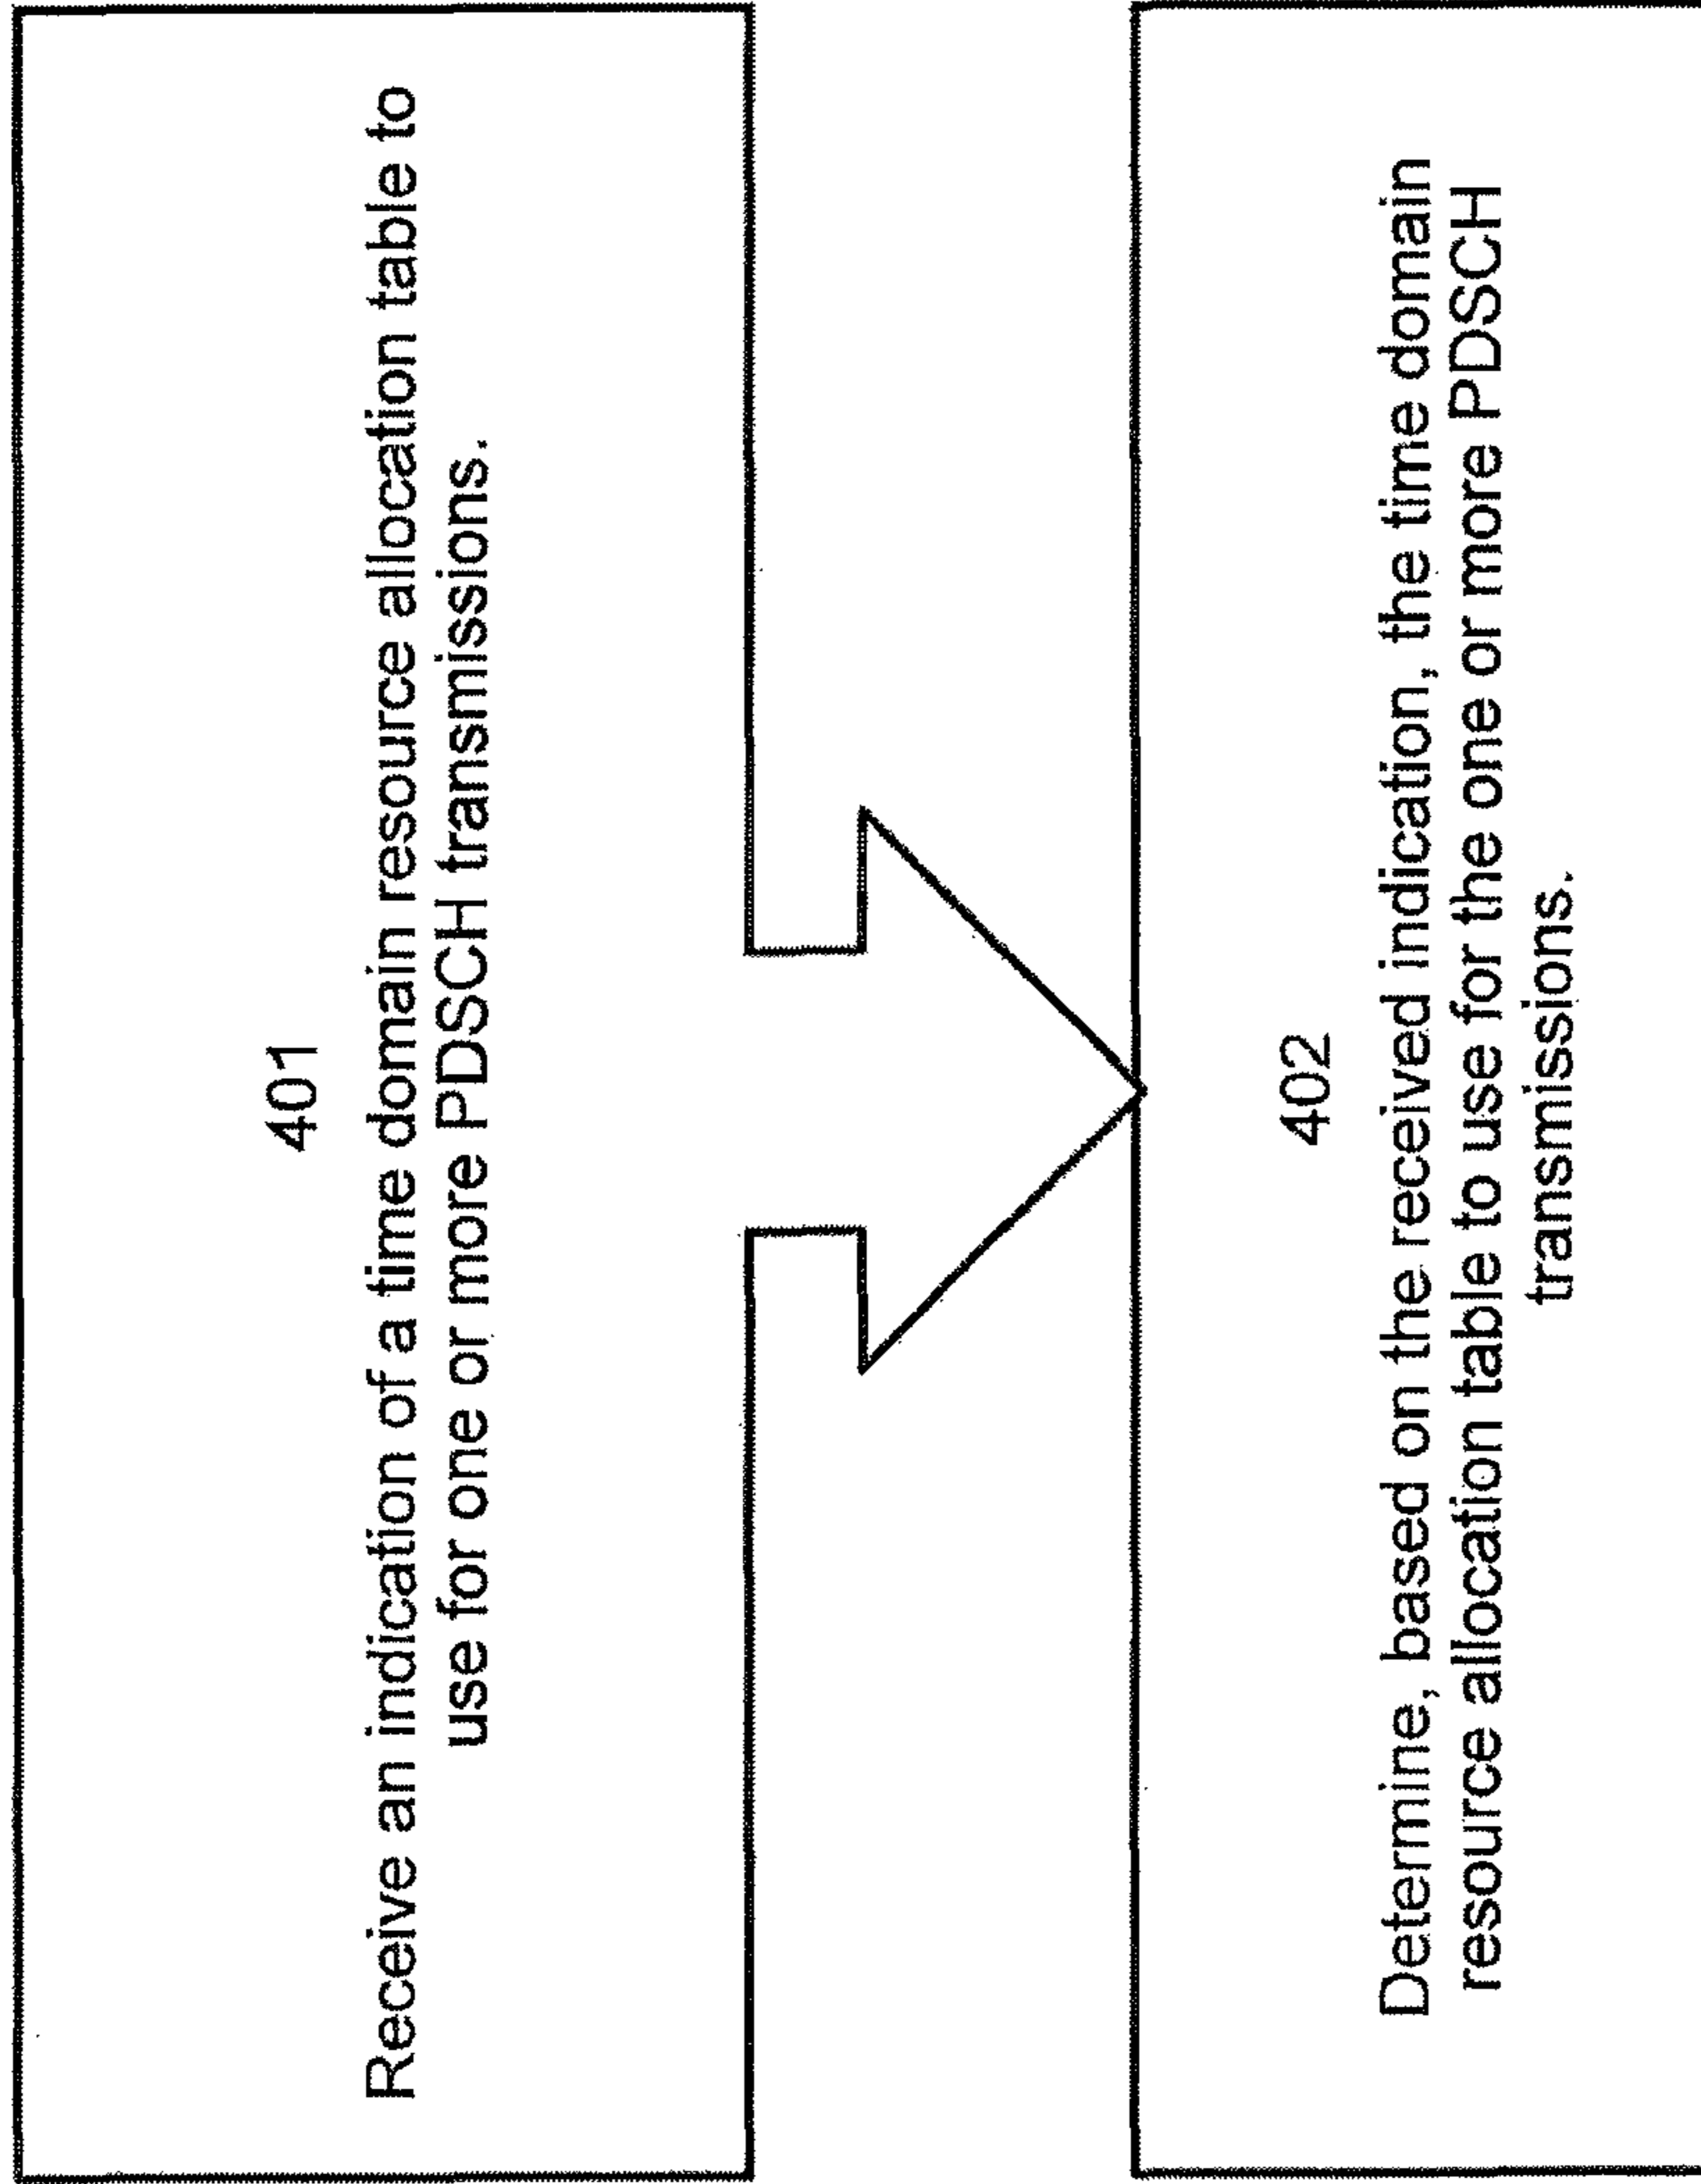 401
Receive an indication of a time domain resource allocation table to
use for one or more PDSCH transmissions.
402
Determine, based on the received indication, the time domain
resource allocation table to use for the one or more PDSCH
transmissions.